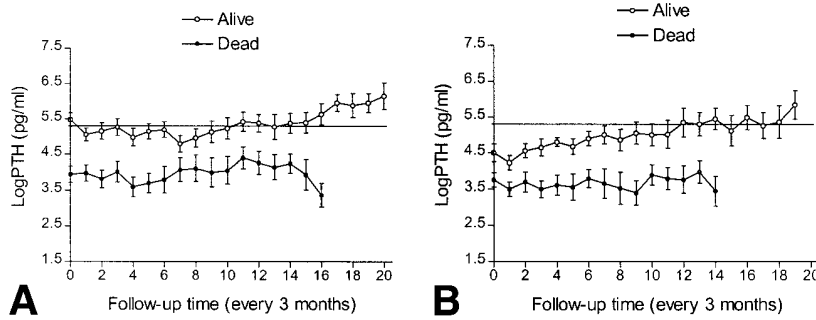 Alive
Dead
7.5
6.5
5.5
4.5
3.5
2.5
1.5
LogPTH (pg/ml)
0 2 4 6 8 10 12 14 16 18 20
Follow-up time (every 3 months)
A
Alive
Dead
7.5
6.5
5.5
4.5
3.5
2.5
1.5
LogPTH (pg/ml)
0 2 4 6 8 10 12 14 16 18 20
Follow-up time (every 3 months)
B